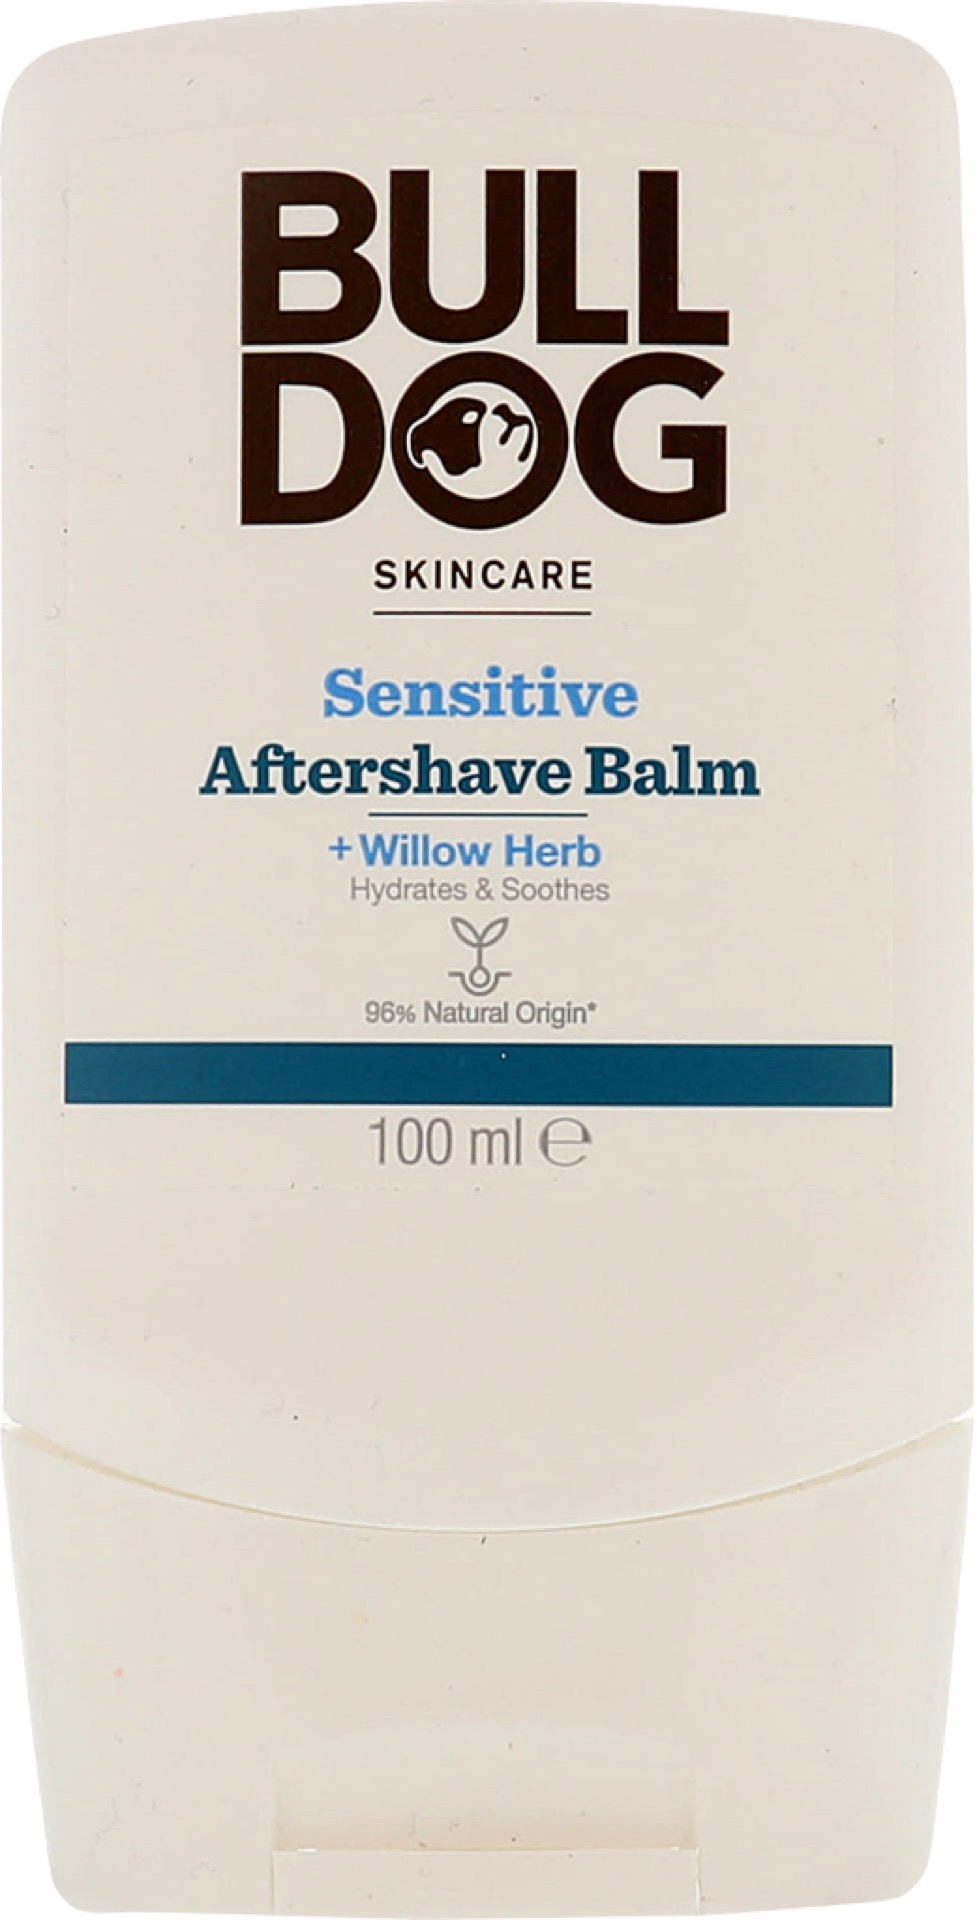 BULL
DOG
SKINCARE
Sensitive
Aftershave Balm
+ Willow Herb
Hydrates & Soothes
96% Natural Origin*
100 ml ℮